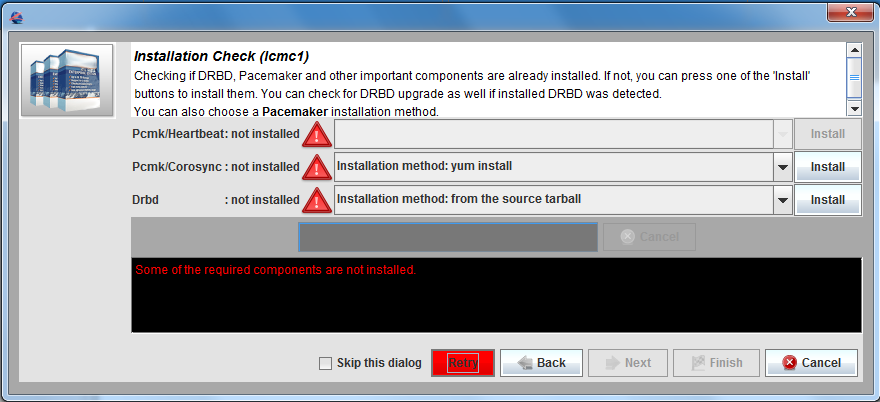 Installation Check (lcmc1)
Checking if DRBD, Pacemaker and other important components are already installed. If not, you can press one of the 'Install'
buttons to install them. You can check for DRBD upgrade as well if installed DRBD was detected.
You can also choose a Pacemaker installation method.
Pcmk/Heartbeat: not installed Install
Pcmk/Corosync : not installed Installation method: yum install Install
Drbd : not installed Installation method: from the source tarball Install
Cancel
Some of the required components are not installed.
Skip this dialog Retry Back Next Finish Cancel